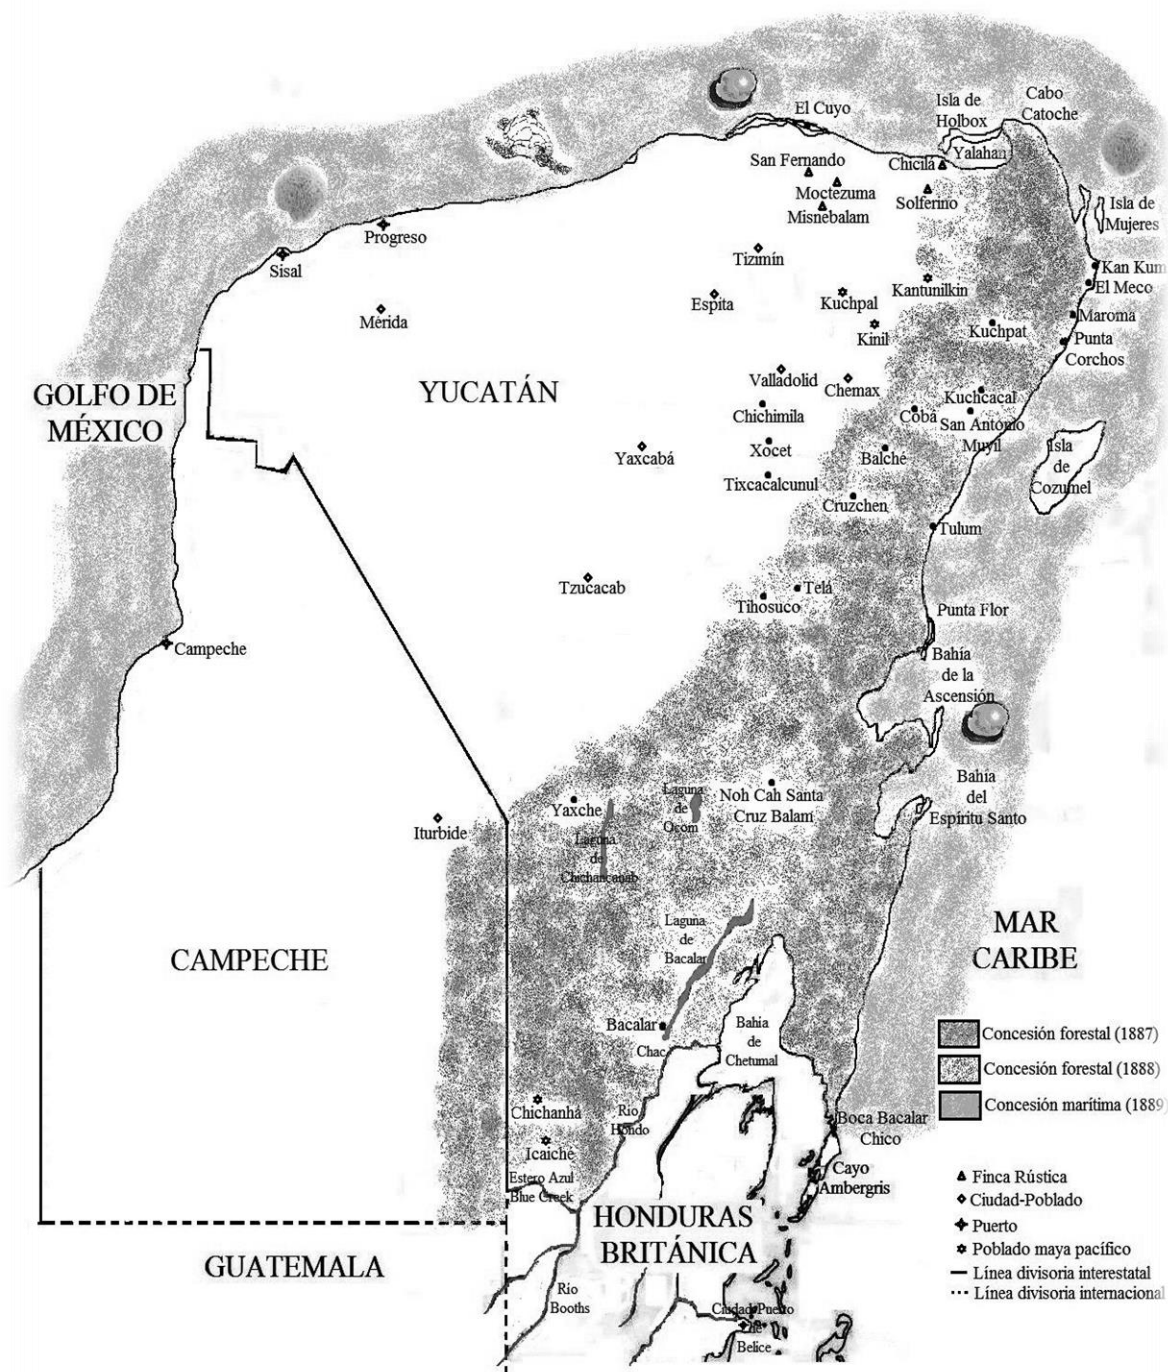 El Cuyo
Isla de
Holbox
Cabo
Catoche
Yalahan
San Fernando
Chicilá
Moctezuma
Misnebalam
Solferino
Isla de
Mujeres
Progreso
Sisal
Tizimín
Kan Kum
El Meco
Mérida
Espita
Kuchpal
Kantunilkin
Maroma
Kinil
Kuchpat
Punta
Corchos
GOLFO DE
MÉXICO
YUCATÁN
Valladolid
Chemax
Kuchcacal
Chichimila
Cobá
San Antonio
Muyil
Yaxcabá
Xocet
Balché
Isla
de
Cozumel
Tixcacalcunul
Cruzchen
Tulum
Tzucacab
Tihosuco
Telá
Punta Flor
Campeche
Bahía
de la
Ascensión
Yaxche
Laguna
de
Ocom
Noh Cah Santa
Cruz Balam
Bahía
del
Espíritu Santo
Iturbide
Laguna
de
Chichancanab
Laguna
de
Bacalar
MAR
CARIBE
CAMPECHE
Bacalar
Chac
Bahía
de
Chetumal
Concesión forestal (1887)
Concesión forestal (1888)
Concesión marítima (1889)
Chichanhá
Río
Hondo
Boca Bacalar
Chico
Icaiché
Estero Azul
Blue Creek
Cayo
Ambergris
Finca Rústica
Ciudad-Poblado
Puerto
Poblado maya pacífico
Línea divisoria interestatal
Línea divisoria internacional
HONDURAS
BRITÁNICA
GUATEMALA
Río
Booths
Ciudad-Puerto
de
Belice